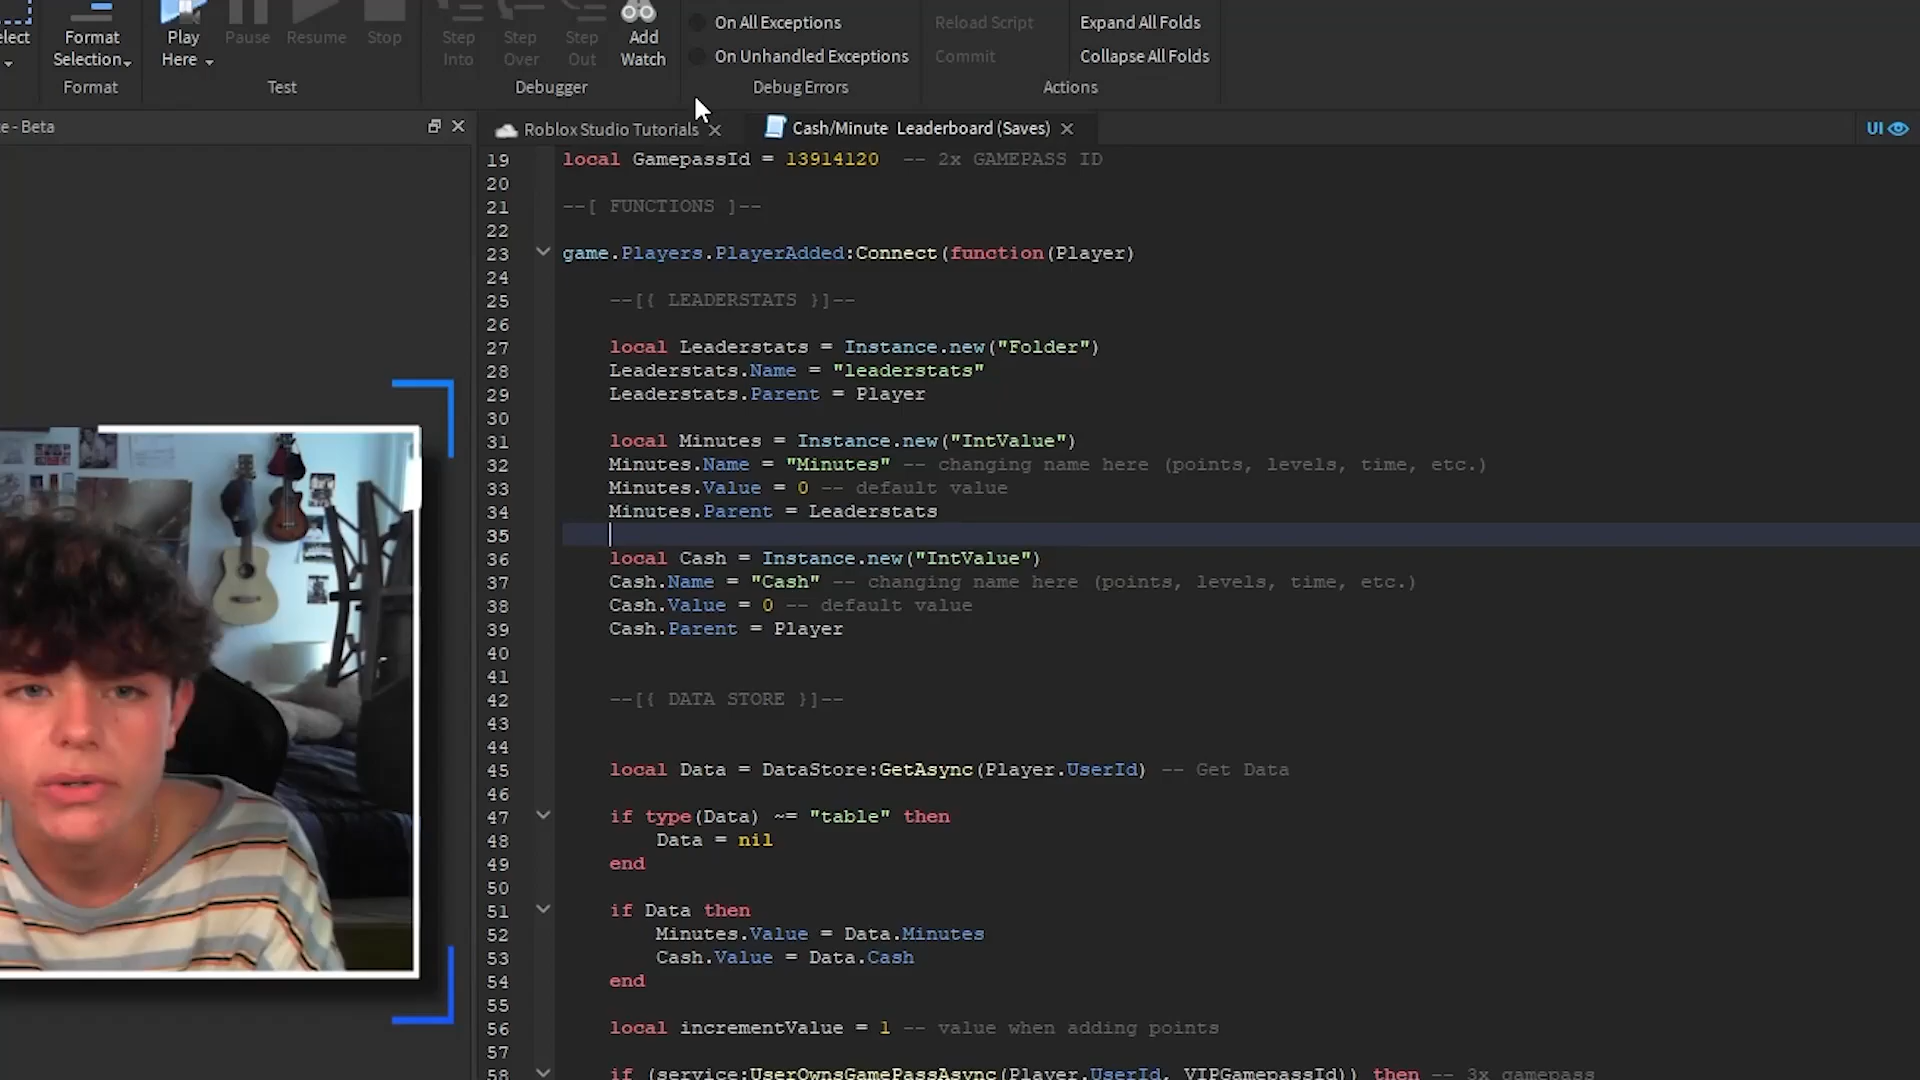 elect
Format
Selection
Format
Play
Here
Pause
Resume
Stop
Test
Step
Into
Step
Over
Step
Out
Add
Watch
Debugger
On All Exceptions
On Unhandled Exceptions
Debug Errors
Reload Script
Commit
Expand All Folds
Collapse All Folds
Actions
e - Beta
Roblox Studio Tutorials
Cash/Minute Leaderboard (Saves)
UI
19 local GamepassId = 13914120 -- 2x GAMEPASS ID
20
21 --[ FUNCTIONS ]--
22
23 game.Players.PlayerAdded:Connect(function(Player)
24
25 --[{ LEADERSTATS }]--
26
27 local Leaderstats = Instance.new("Folder")
28 Leaderstats.Name = "leaderstats"
29 Leaderstats.Parent = Player
30
31 local Minutes = Instance.new("IntValue")
32 Minutes.Name = "Minutes" -- changing name here (points, levels, time, etc.)
33 Minutes.Value = 0 -- default value
34 Minutes.Parent = Leaderstats
35
36 local Cash = Instance.new("IntValue")
37 Cash.Name = "Cash" -- changing name here (points, levels, time, etc.)
38 Cash.Value = 0 -- default value
39 Cash.Parent = Player
40
41
42 --[{ DATA STORE }]--
43
44
45 local Data = DataStore:GetAsync(Player.UserId) -- Get Data
46
47 if type(Data) ~= "table" then
48 Data = nil
49 end
50
51 if Data then
52 Minutes.Value = Data.Minutes
53 Cash.Value = Data.Cash
54 end
55
56 local incrementValue = 1 -- value when adding points
57
58 if (service:UserOwnsGamePassAsync(Player.UserId, VIPGamepassId)) then -- 3x gamepass